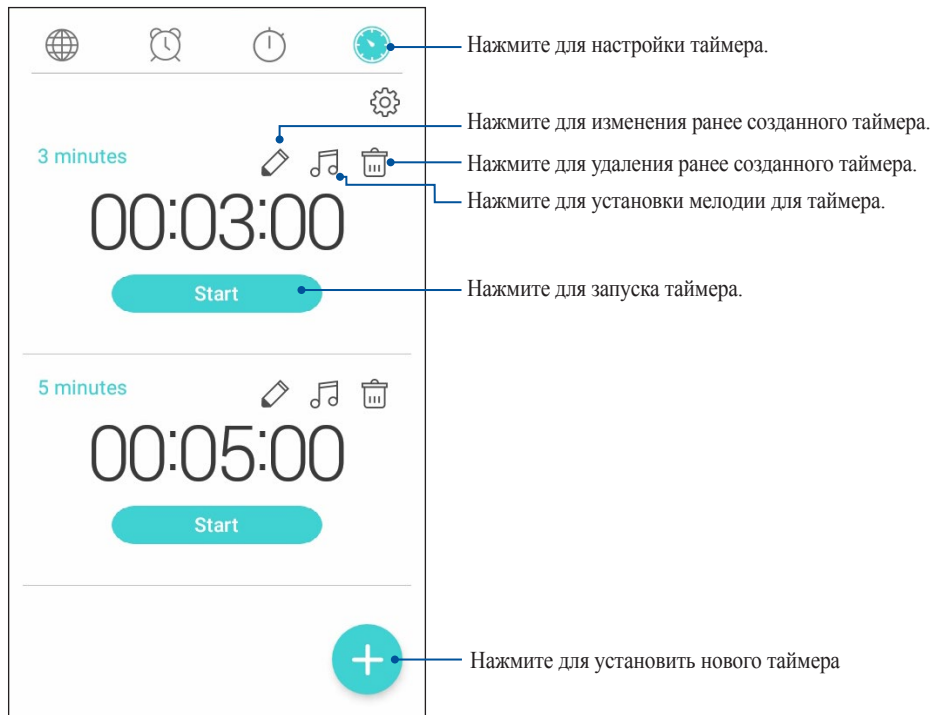 Нажмите для настройки таймера.
Нажмите для изменения ранее созданного таймера.
3 minutes
Нажмите для удаления ранее созданного таймера.
Нажмите для установки мелодии для таймера.
00:03:00
Start
Нажмите для запуска таймера.
5 minutes
00:05:00
Start
Нажмите для установить нового таймера